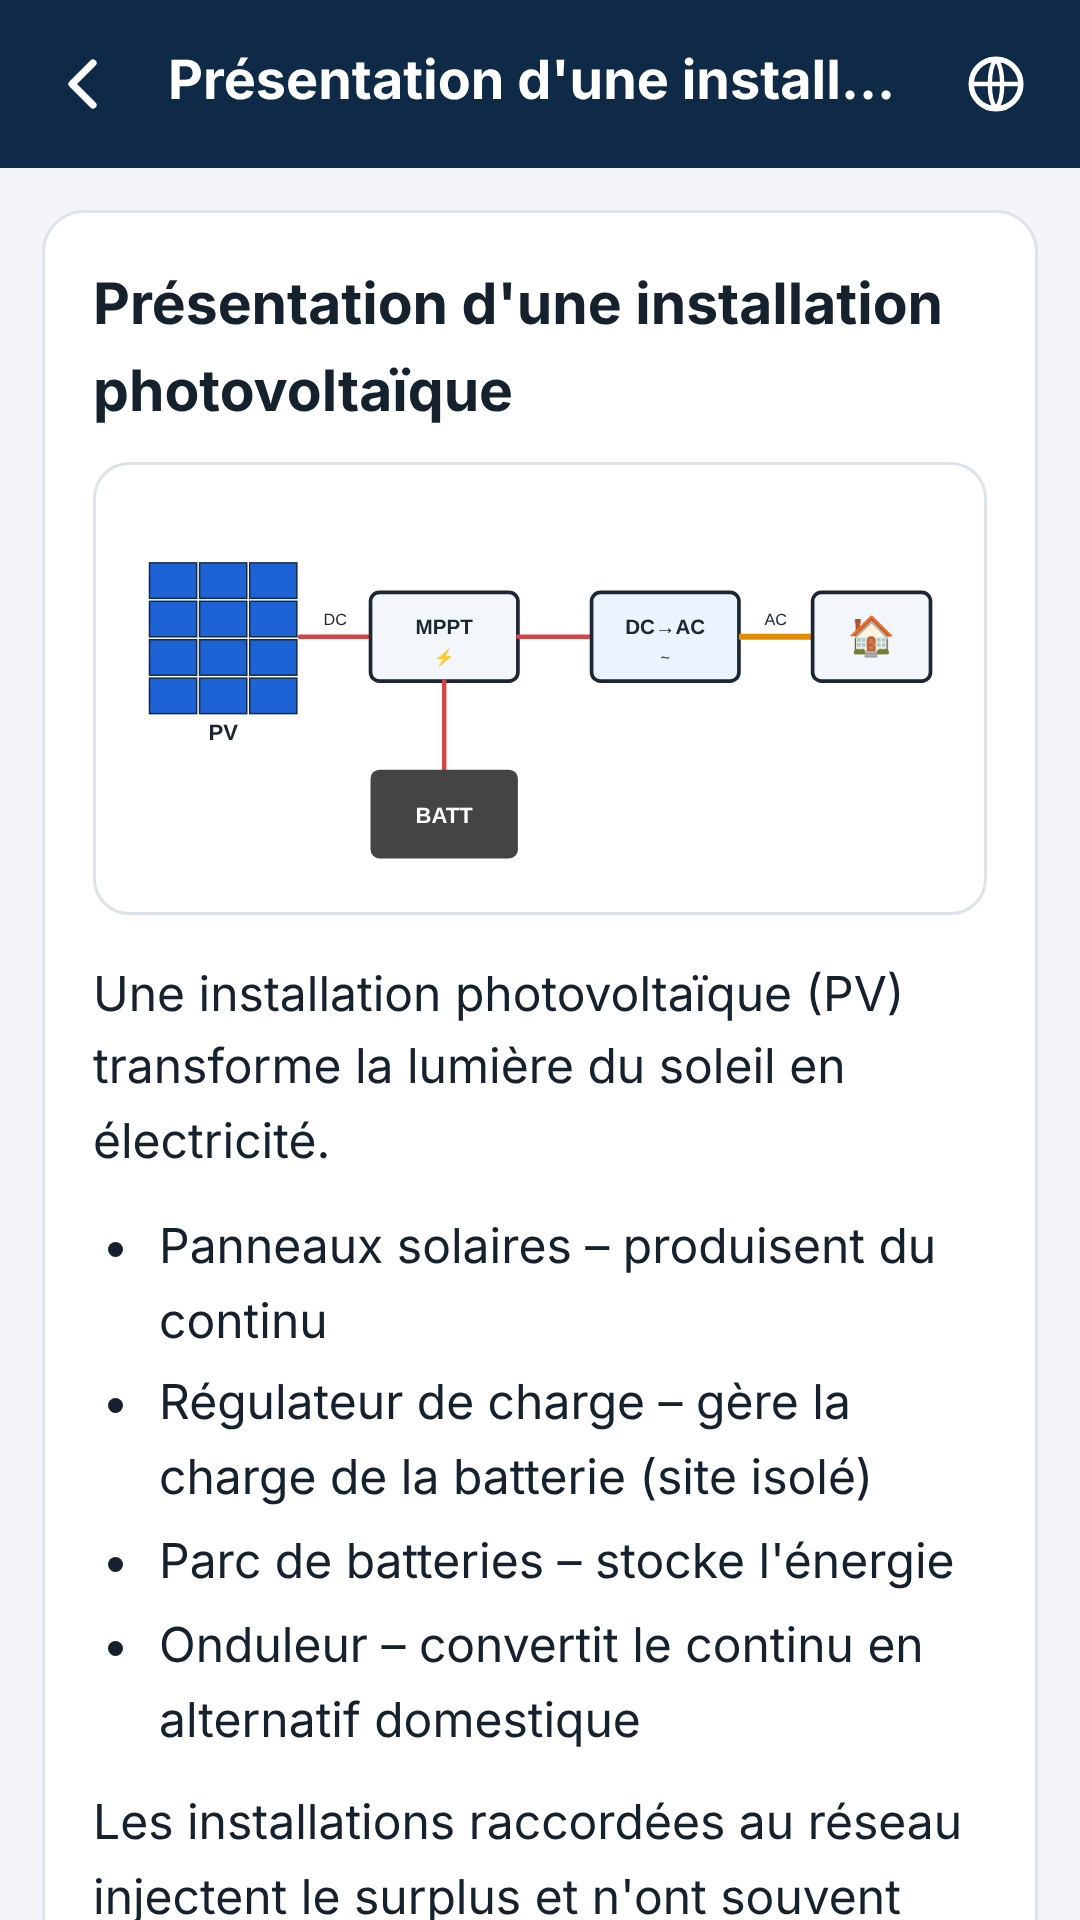 Présentation d'une install...
Présentation d'une installation
photovoltaïque
DC
MPPT
DC→AC
~
AC
PV
BATT
Une installation photovoltaïque (PV)
transforme la lumière du soleil en
électricité.
• Panneaux solaires – produisent du
continu
• Régulateur de charge – gère la
charge de la batterie (site isolé)
• Parc de batteries – stocke l'énergie
• Onduleur – convertit le continu en
alternatif domestique
Les installations raccordées au réseau
injectent le surplus et n'ont souvent